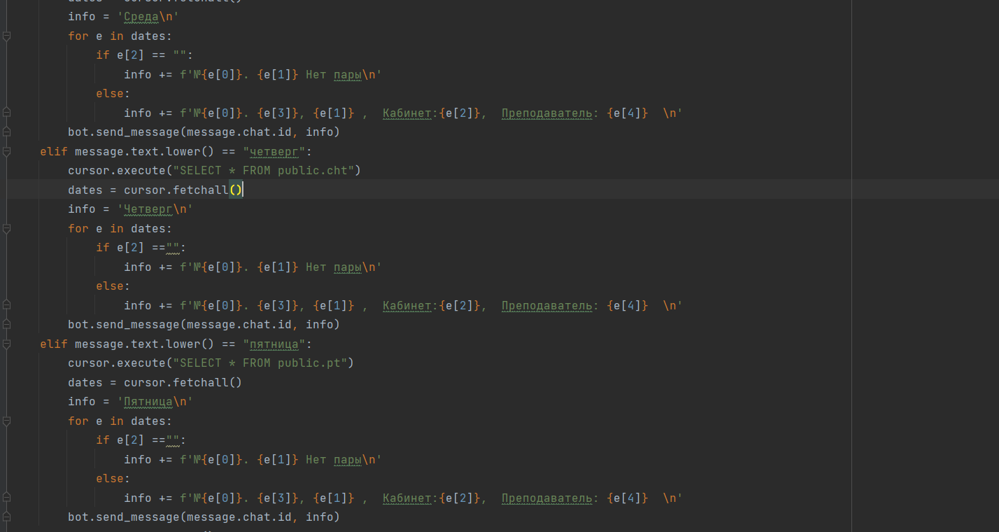 info = 'Среда\n'
for e in dates:
if e[2] == "":
info += f'№{e[0]}. {e[1]} Нет пары\n'
else:
info += f'№{e[0]}. {e[3]}, {e[1]} ,  Кабинет:{e[2]},  Преподаватель: {e[4]}  \n'
bot.send_message(message.chat.id, info)
elif message.text.lower() == "четверг":
cursor.execute("SELECT * FROM public.cht")
dates = cursor.fetchall()
info = 'Четверг\n'
for e in dates:
if e[2] =="":
info += f'№{e[0]}. {e[1]} Нет пары\n'
else:
info += f'№{e[0]}. {e[3]}, {e[1]} ,  Кабинет:{e[2]},  Преподаватель: {e[4]}  \n'
bot.send_message(message.chat.id, info)
elif message.text.lower() == "пятница":
cursor.execute("SELECT * FROM public.pt")
dates = cursor.fetchall()
info = 'Пятница\n'
for e in dates:
if e[2] =="":
info += f'№{e[0]}. {e[1]} Нет пары\n'
else:
info += f'№{e[0]}. {e[3]}, {e[1]} ,  Кабинет:{e[2]},  Преподаватель: {e[4]}  \n'
bot.send_message(message.chat.id, info)